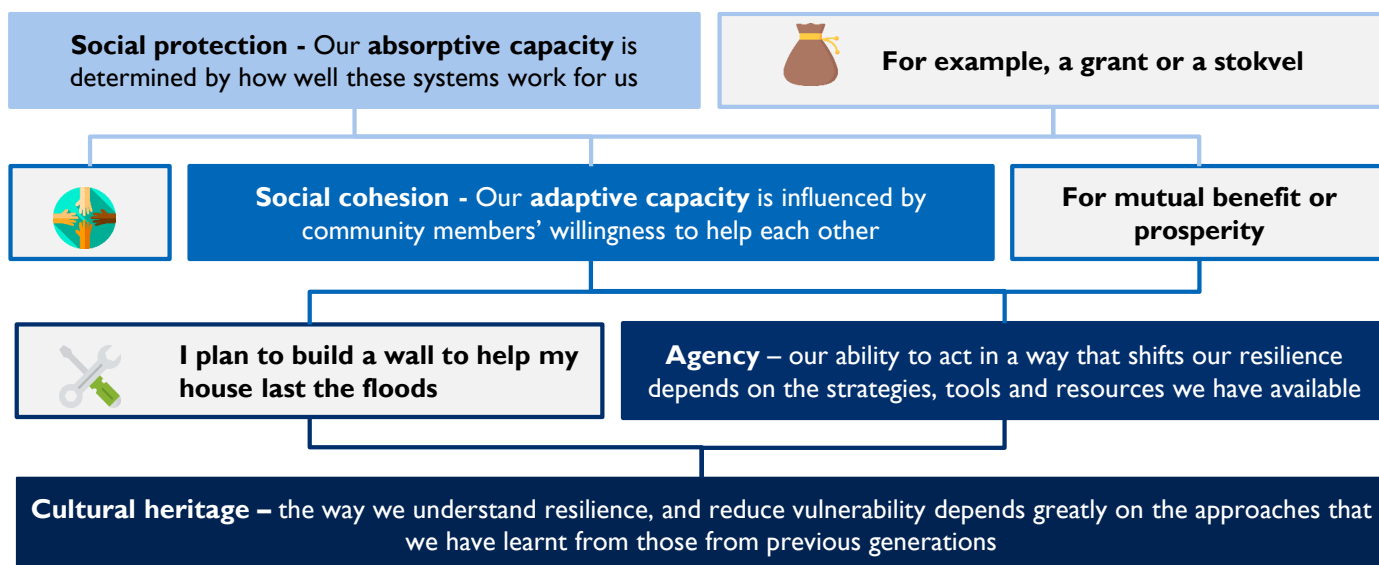 Social protection - Our absorptive capacity is
determined by how well these systems work for us
For example, a grant or a stokvel
Social cohesion - Our adaptive capacity is influenced by
community members’ willingness to help each other
For mutual benefit or
prosperity
I plan to build a wall to help my
house last the floods
Agency – our ability to act in a way that shifts our resilience
depends on the strategies, tools and resources we have available
Cultural heritage – the way we understand resilience, and reduce vulnerability depends greatly on the approaches that
we have learnt from those from previous generations